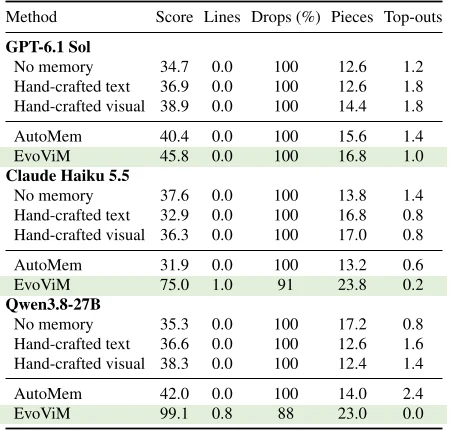 Method Score Lines Drops (%) Pieces Top-outs
GPT-6.1 Sol
No memory 34.7 0.0 100 12.6 1.2
Hand-crafted text 36.9 0.0 100 12.6 1.8
Hand-crafted visual 38.9 0.0 100 14.4 1.8
AutoMem 40.4 0.0 100 15.6 1.4
EvoViM 45.8 0.0 100 16.8 1.0
Claude Haiku 5.5
No memory 37.6 0.0 100 13.8 1.4
Hand-crafted text 32.9 0.0 100 16.8 0.8
Hand-crafted visual 36.3 0.0 100 17.0 0.8
AutoMem 31.9 0.0 100 13.2 0.6
EvoViM 75.0 1.0 91 23.8 0.2
Qwen3.8-27B
No memory 35.3 0.0 100 17.2 0.8
Hand-crafted text 36.6 0.0 100 12.6 1.6
Hand-crafted visual 38.3 0.0 100 12.4 1.4
AutoMem 42.0 0.0 100 14.0 2.4
EvoViM 99.1 0.8 88 23.0 0.0